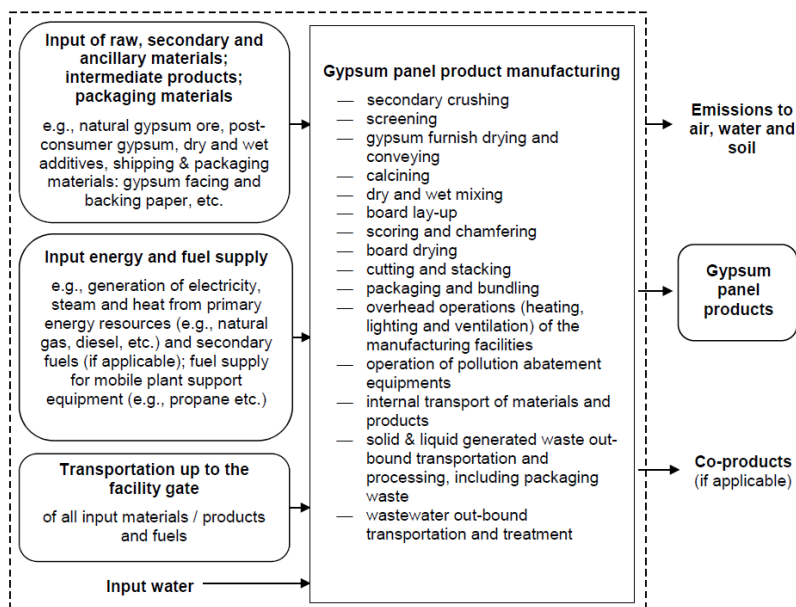 Input of raw, secondary and
ancillary materials;
intermediate products;
packaging materials
e.g., natural gypsum ore, post-
consumer gypsum, dry and wet
additives, shipping & packaging
materials: gypsum facing and
backing paper, etc.
Input energy and fuel supply
e.g., generation of electricity,
steam and heat from primary
energy resources (e.g., natural
gas, diesel, etc.) and secondary
fuels (if applicable); fuel supply
for mobile plant support
equipment (e.g., propane etc.)
Transportation up to the
facility gate
of all input materials / products
and fuels
Input water
Gypsum panel product manufacturing
— secondary crushing
— screening
— gypsum furnish drying and
conveying
— calcining
— dry and wet mixing
— board lay-up
— scoring and chamfering
— board drying
— cutting and stacking
— packaging and bundling
— overhead operations (heating,
lighting and ventilation) of the
manufacturing facilities
— operation of pollution abatement
equipments
— internal transport of materials and
products
— solid & liquid generated waste out-
bound transportation and
processing, including packaging
waste
— wastewater out-bound
transportation and treatment
Emissions to
air, water and
soil
Gypsum
panel
products
Co-products
(if applicable)